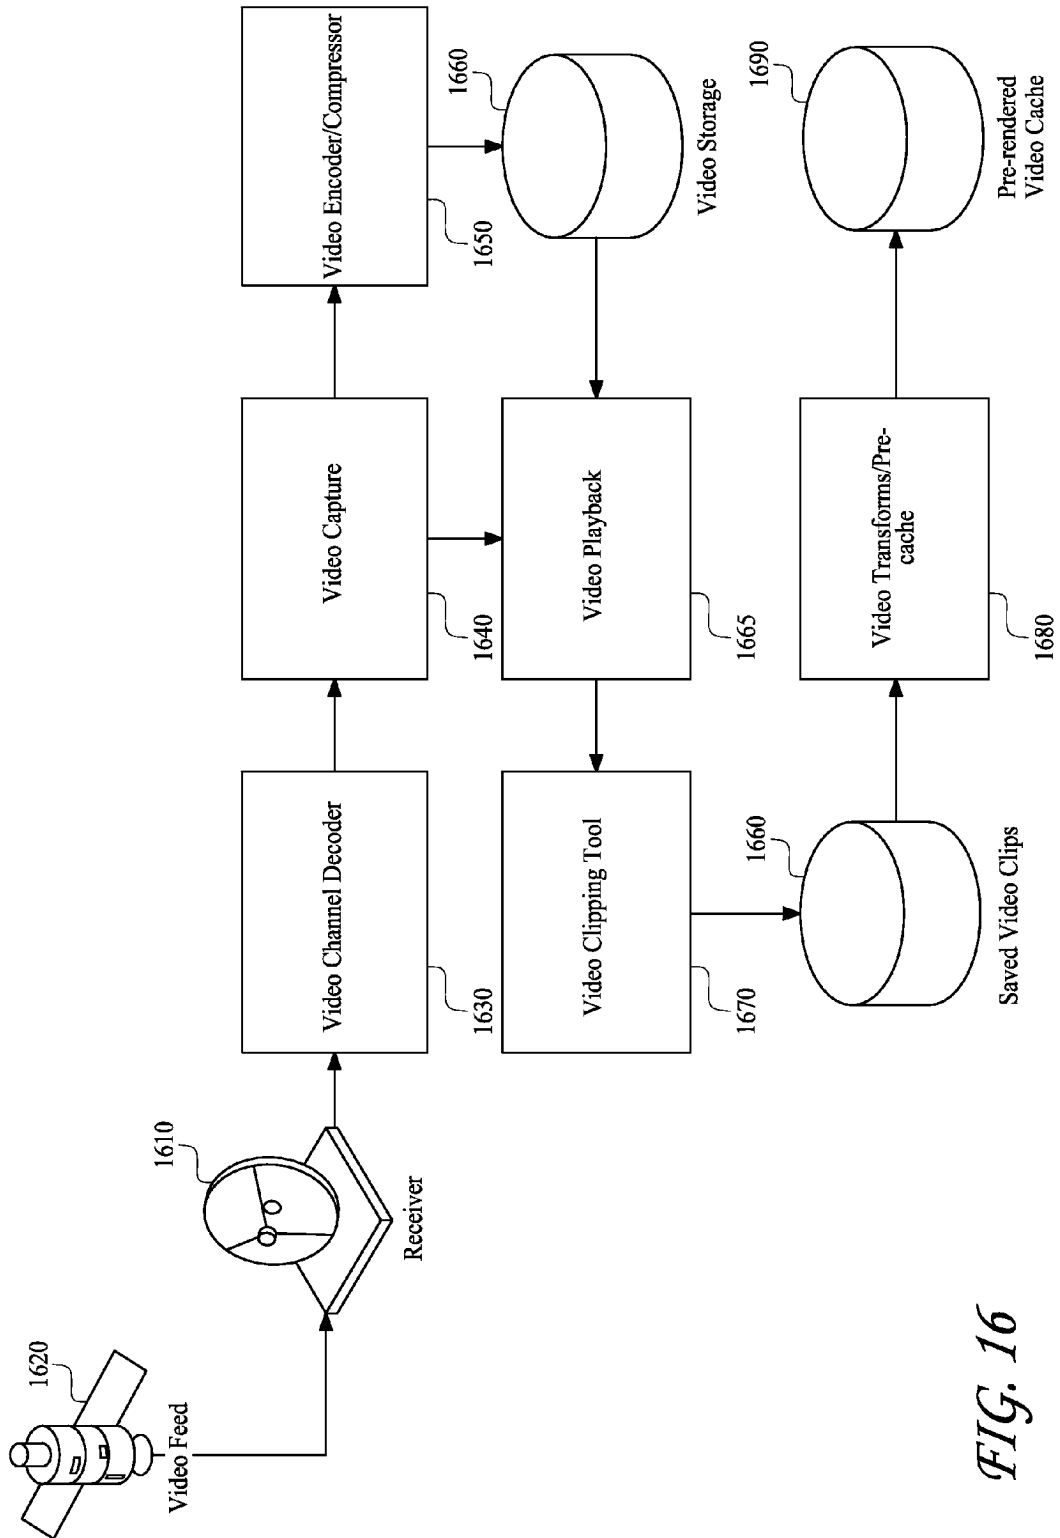 1620
Video Feed
1610
Receiver
Video Channel Decoder
1630
Video Capture
1640
Video Encoder/Compressor
1650
1660
Video Storage
Video Playback
1665
Video Clipping Tool
1670
1660
Saved Video Clips
Video Transforms/Pre-
cache
1680
1690
Pre-rendered
Video Cache
FIG. 16